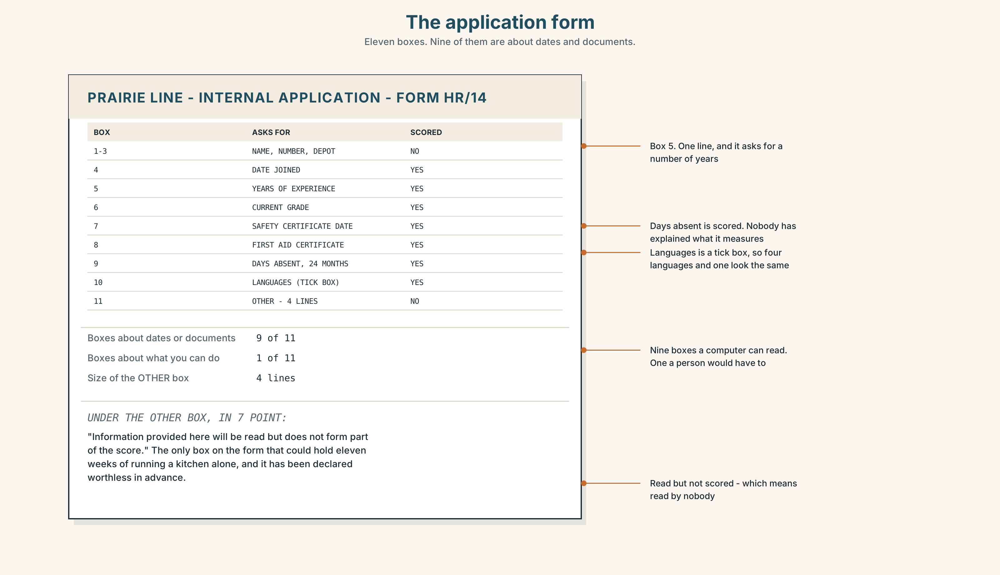 The application form
Eleven boxes. Nine of them are about dates and documents.
PRAIRIE LINE - INTERNAL APPLICATION - FORM HR/14
BOX ASKS FOR SCORED
1-3 NAME, NUMBER, DEPOT NO
4 DATE JOINED YES
5 YEARS OF EXPERIENCE YES
6 CURRENT GRADE YES
7 SAFETY CERTIFICATE DATE YES
8 FIRST AID CERTIFICATE YES
9 DAYS ABSENT, 24 MONTHS YES
10 LANGUAGES (TICK BOX) YES
11 OTHER - 4 LINES NO
Boxes about dates or documents 9 of 11
Boxes about what you can do 1 of 11
Size of the OTHER box 4 lines
UNDER THE OTHER BOX, IN 7 POINT:
"Information provided here will be read but does not form part
of the score." The only box on the form that could hold eleven
weeks of running a kitchen alone, and it has been declared
worthless in advance.
Box 5. One line, and it asks for a
number of years
Days absent is scored. Nobody has
explained what it measures
Languages is a tick box, so four
languages and one look the same
Nine boxes a computer can read.
One a person would have to
Read but not scored - which means
read by nobody